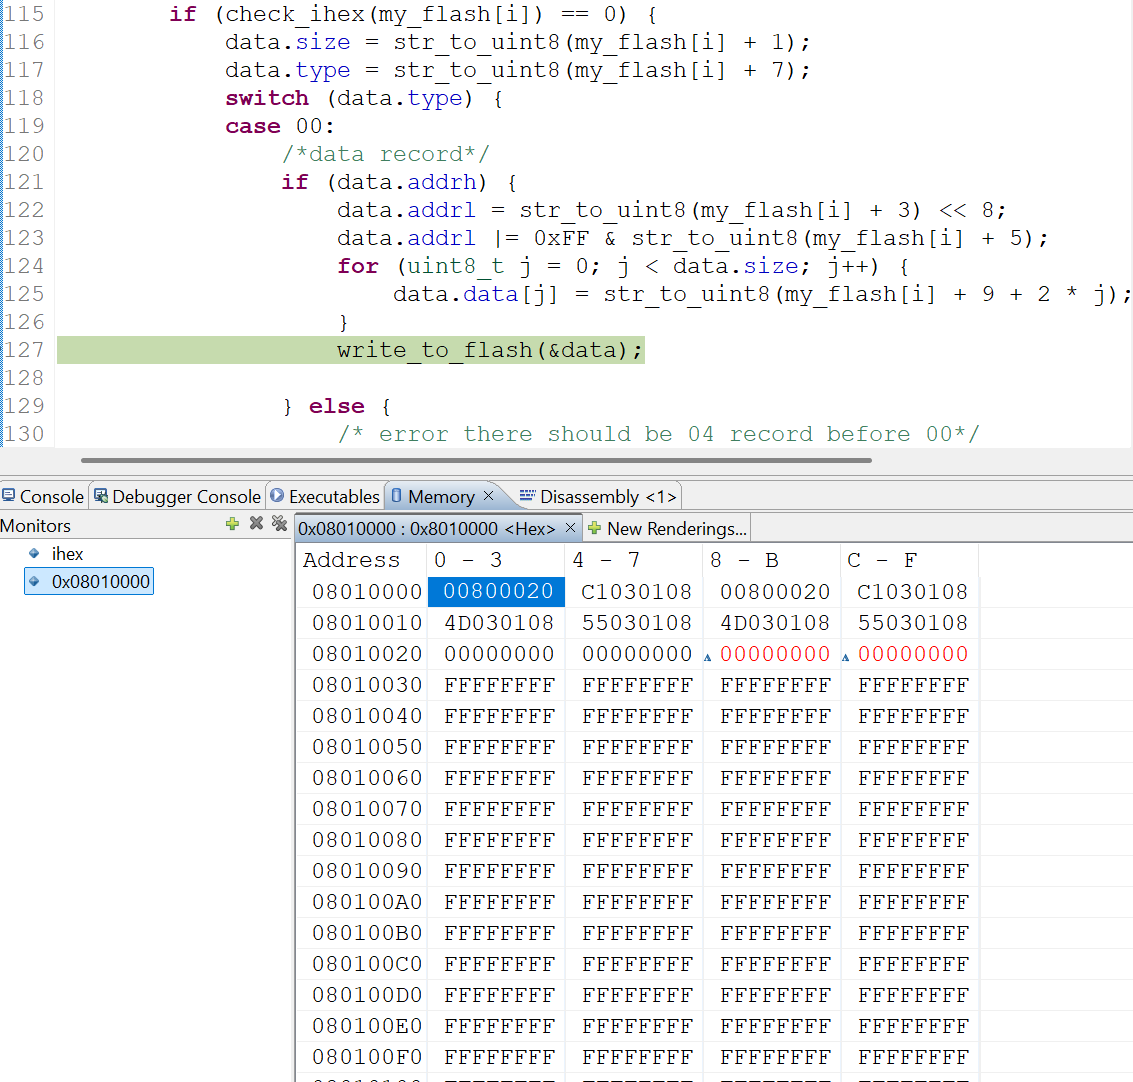 115 if (check_ihex(my_flash[i]) == 0) {
116 data.size = str_to_uint8(my_flash[i] + 1);
117 data.type = str_to_uint8(my_flash[i] + 7);
118 switch (data.type) {
119 case 00:
120 /*data record*/
121 if (data.addrh) {
122 data.addrl = str_to_uint8(my_flash[i] + 3) << 8;
123 data.addrl |= 0xFF & str_to_uint8(my_flash[i] + 5);
124 for (uint8_t j = 0; j < data.size; j++) {
125 data.data[j] = str_to_uint8(my_flash[i] + 9 + 2 * j);
126 }
127 write_to_flash(&data);
128
129 } else {
130 /* error there should be 04 record before 00*/
Console Debugger Console Executables Memory Disassembly <1>
Monitors
ihex
0x08010000
0x08010000 : 0x8010000 <Hex> New Renderings...
Address 0 - 3 4 - 7 8 - B C - F
08010000 00800020 C1030108 00800020 C1030108
08010010 4D030108 55030108 4D030108 55030108
08010020 00000000 00000000 00000000 00000000
08010030 FFFFFFFF FFFFFFFF FFFFFFFF FFFFFFFF
08010040 FFFFFFFF FFFFFFFF FFFFFFFF FFFFFFFF
08010050 FFFFFFFF FFFFFFFF FFFFFFFF FFFFFFFF
08010060 FFFFFFFF FFFFFFFF FFFFFFFF FFFFFFFF
08010070 FFFFFFFF FFFFFFFF FFFFFFFF FFFFFFFF
08010080 FFFFFFFF FFFFFFFF FFFFFFFF FFFFFFFF
08010090 FFFFFFFF FFFFFFFF FFFFFFFF FFFFFFFF
080100A0 FFFFFFFF FFFFFFFF FFFFFFFF FFFFFFFF
080100B0 FFFFFFFF FFFFFFFF FFFFFFFF FFFFFFFF
080100C0 FFFFFFFF FFFFFFFF FFFFFFFF FFFFFFFF
080100D0 FFFFFFFF FFFFFFFF FFFFFFFF FFFFFFFF
080100E0 FFFFFFFF FFFFFFFF FFFFFFFF FFFFFFFF
080100F0 FFFFFFFF FFFFFFFF FFFFFFFF FFFFFFFF